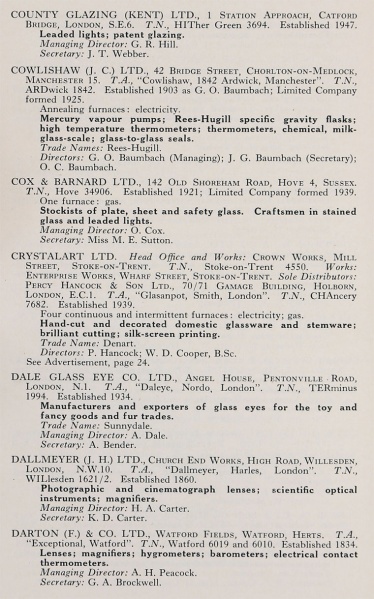 COUNTY GLAZING (KENT) LTD., 1 Station Approach, Catford
Bridge, London, S.E.6. T.N., HITher Green 3694. Established 1947.
Leaded lights; patent glazing.
Managing Director: G. R. Hill.
Secretary: J. T. Webber.
COWLISHAW (J. C.) LTD., 42 Bridge Street, Chorlton-on-Medlock,
Manchester 15. T.A., "Cowlishaw, 1842 Ardwick, Manchester". T.N.,
ARDwick 1842. Established 1903 as G. O. Baumbach; Limited Company
formed 1925.
Annealing furnaces: electricity.
Mercury vapour pumps; Rees-Hugill specific gravity flasks;
high temperature thermometers; thermometers, chemical, milk-
glass-scale; glass-to-glass seals.
Trade Names: Rees-Hugill.
Directors: G. O. Baumbach (Managing); J. G. Baumbach (Secretary);
O. C. Baumbach.
COX & BARNARD LTD., 142 Old Shoreham Road, Hove 4, Sussex.
T.N., Hove 34906. Established 1921; Limited Company formed 1939.
One furnace: gas.
Stockists of plate, sheet and safety glass. Craftsmen in stained
glass and leaded lights.
Managing Director: O. Cox.
Secretary: Miss M. E. Sutton.
CRYSTALART LTD. Head Office and Works: Crown Works, Mill
Street, Stoke-on-Trent. T.N., Stoke-on-Trent 4550. Works:
Enterprise Works, Wharf Street, Stoke-on-Trent. Sole Distributors:
Percy Hancock & Son Ltd., 70/71 Gamage Building, Holborn,
London, E.C.1. T.A., "Glasanpot, Smith, London". T.N., CHAncery
7682. Established 1939.
Four continuous and intermittent furnaces: electricity; gas.
Hand-cut and decorated domestic glassware and stemware;
brilliant cutting; silk-screen printing.
Trade Name: Denart.
Directors: P. Hancock; W. D. Cooper, B.Sc.
See Advertisement, page 24.
DALE GLASS EYE CO. LTD., Angel House, Pentonville Road,
London, N.1. T.A., "Daleye, Nordo, London". T.N., TERminus
1994. Established 1934.
Manufacturers and exporters of glass eyes for the toy and
fancy goods and fur trades.
Trade Name: Sunnydale.
Managing Director: A. Dale.
Secretary: A. Bender.
DALLMEYER (J. H.) LTD., Church End Works, High Road, Willesden,
London, N.W.10. T.A., "Dallmeyer, Harles, London". T.N.,
WILlesden 1621/2. Established 1860.
Photographic and cinematograph lenses; scientific optical
instruments; magnifiers.
Managing Director: H. A. Carter.
Secretary: K. D. Carter.
DARTON (F.) & CO. LTD., Watford Fields, Watford, Herts. T.A.,
"Exceptional, Watford". T.N., Watford 6019 and 6010. Established 1834.
Lenses; magnifiers; hygrometers; barometers; electrical contact
thermometers.
Managing Director: A. H. Peacock.
Secretary: G. A. Brockwell.